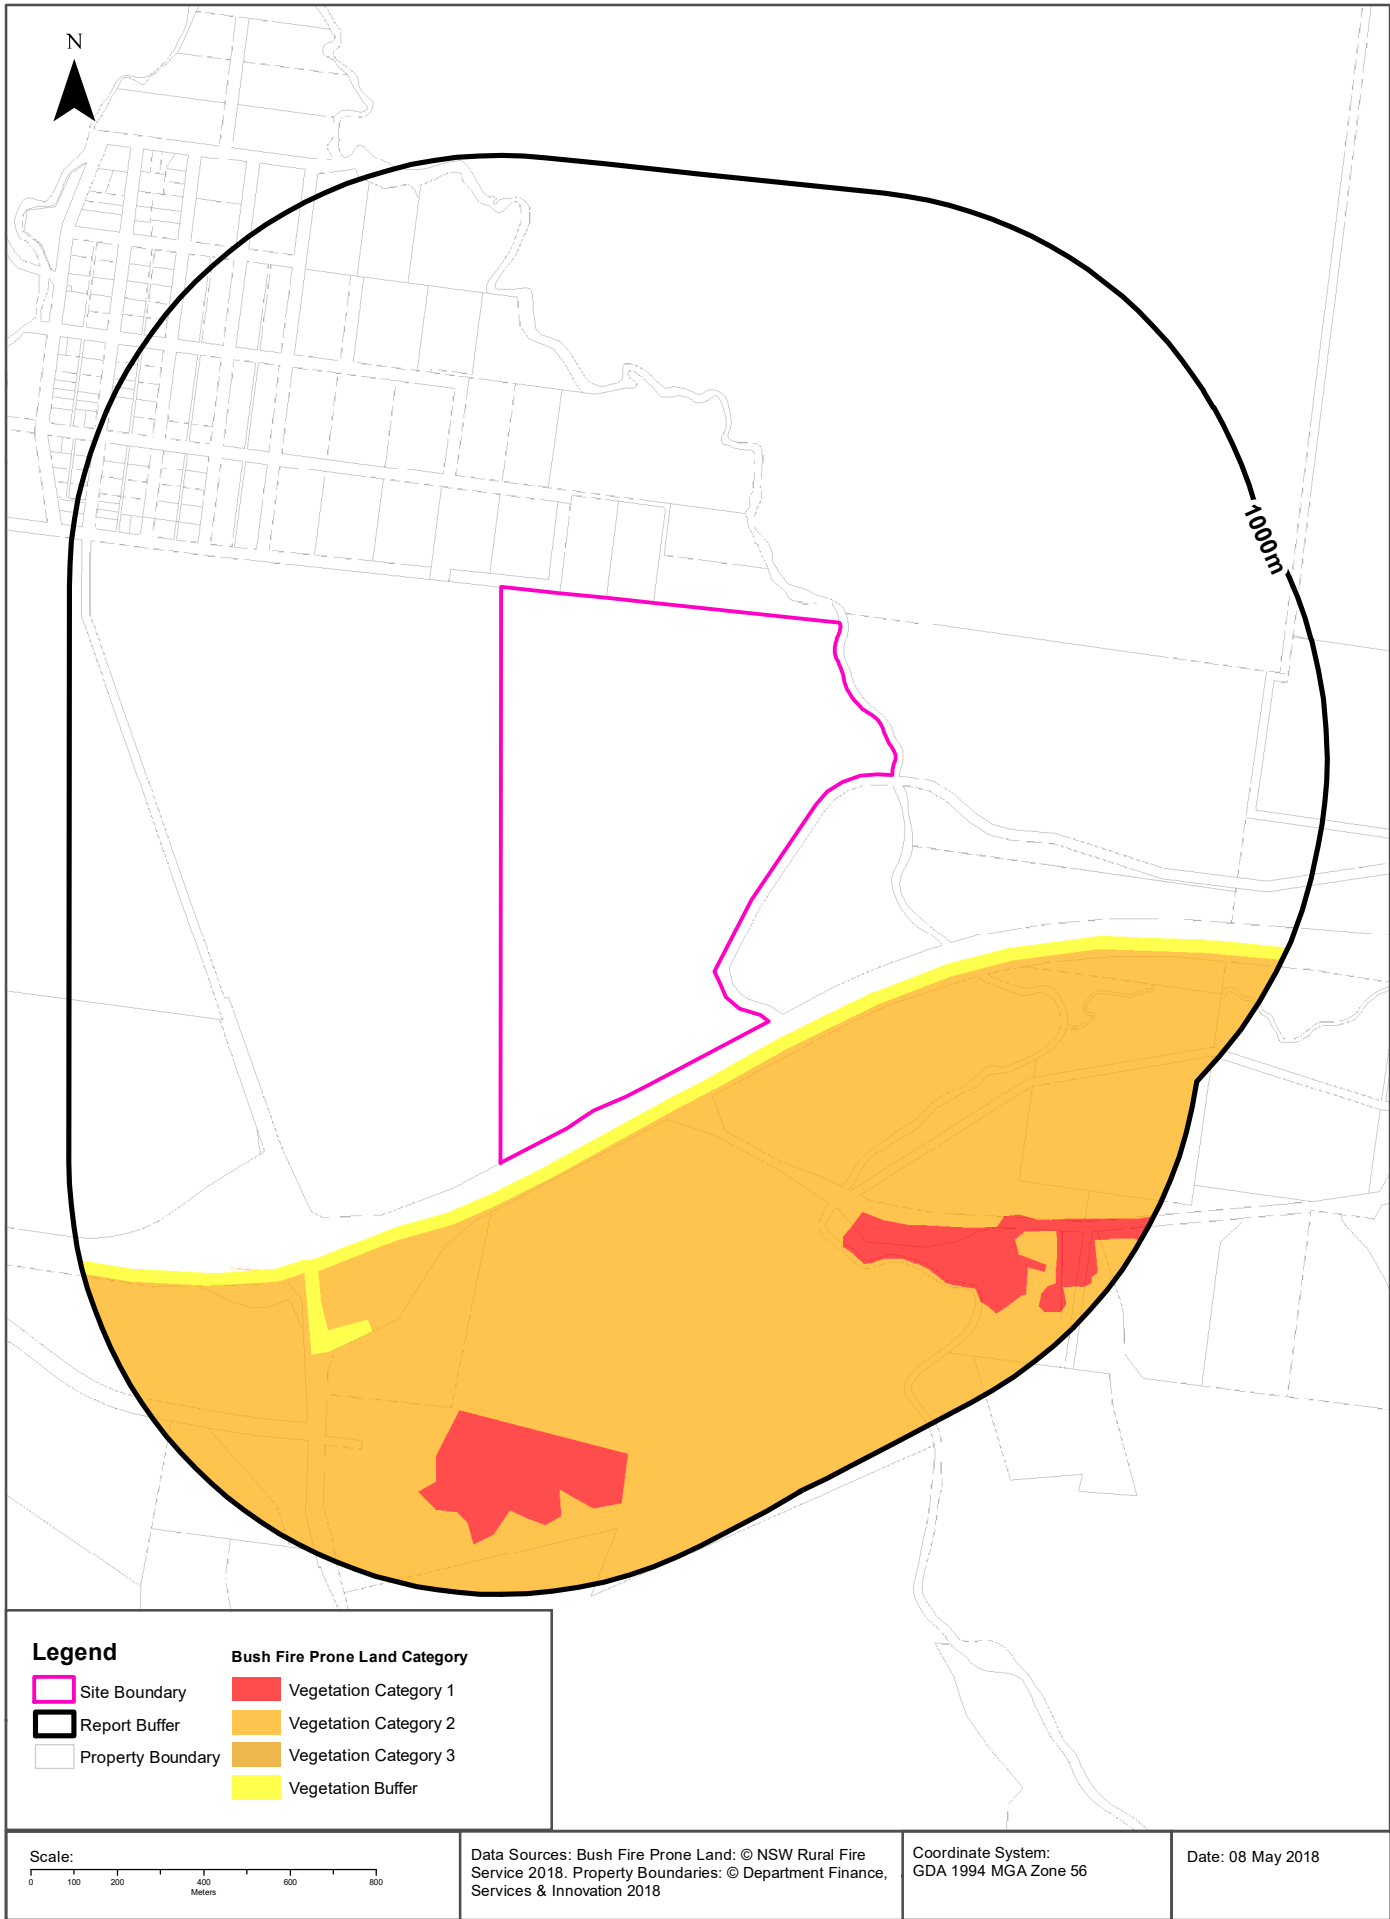 N
1000m
Legend
Site Boundary
Report Buffer
Property Boundary
Bush Fire Prone Land Category
Vegetation Category 1
Vegetation Category 2
Vegetation Category 3
Vegetation Buffer
Scale:
0 100 200 400 600 800
Meters
Data Sources: Bush Fire Prone Land: © NSW Rural Fire
Service 2018. Property Boundaries: © Department Finance,
Services & Innovation 2018
Coordinate System:
GDA 1994 MGA Zone 56
Date: 08 May 2018